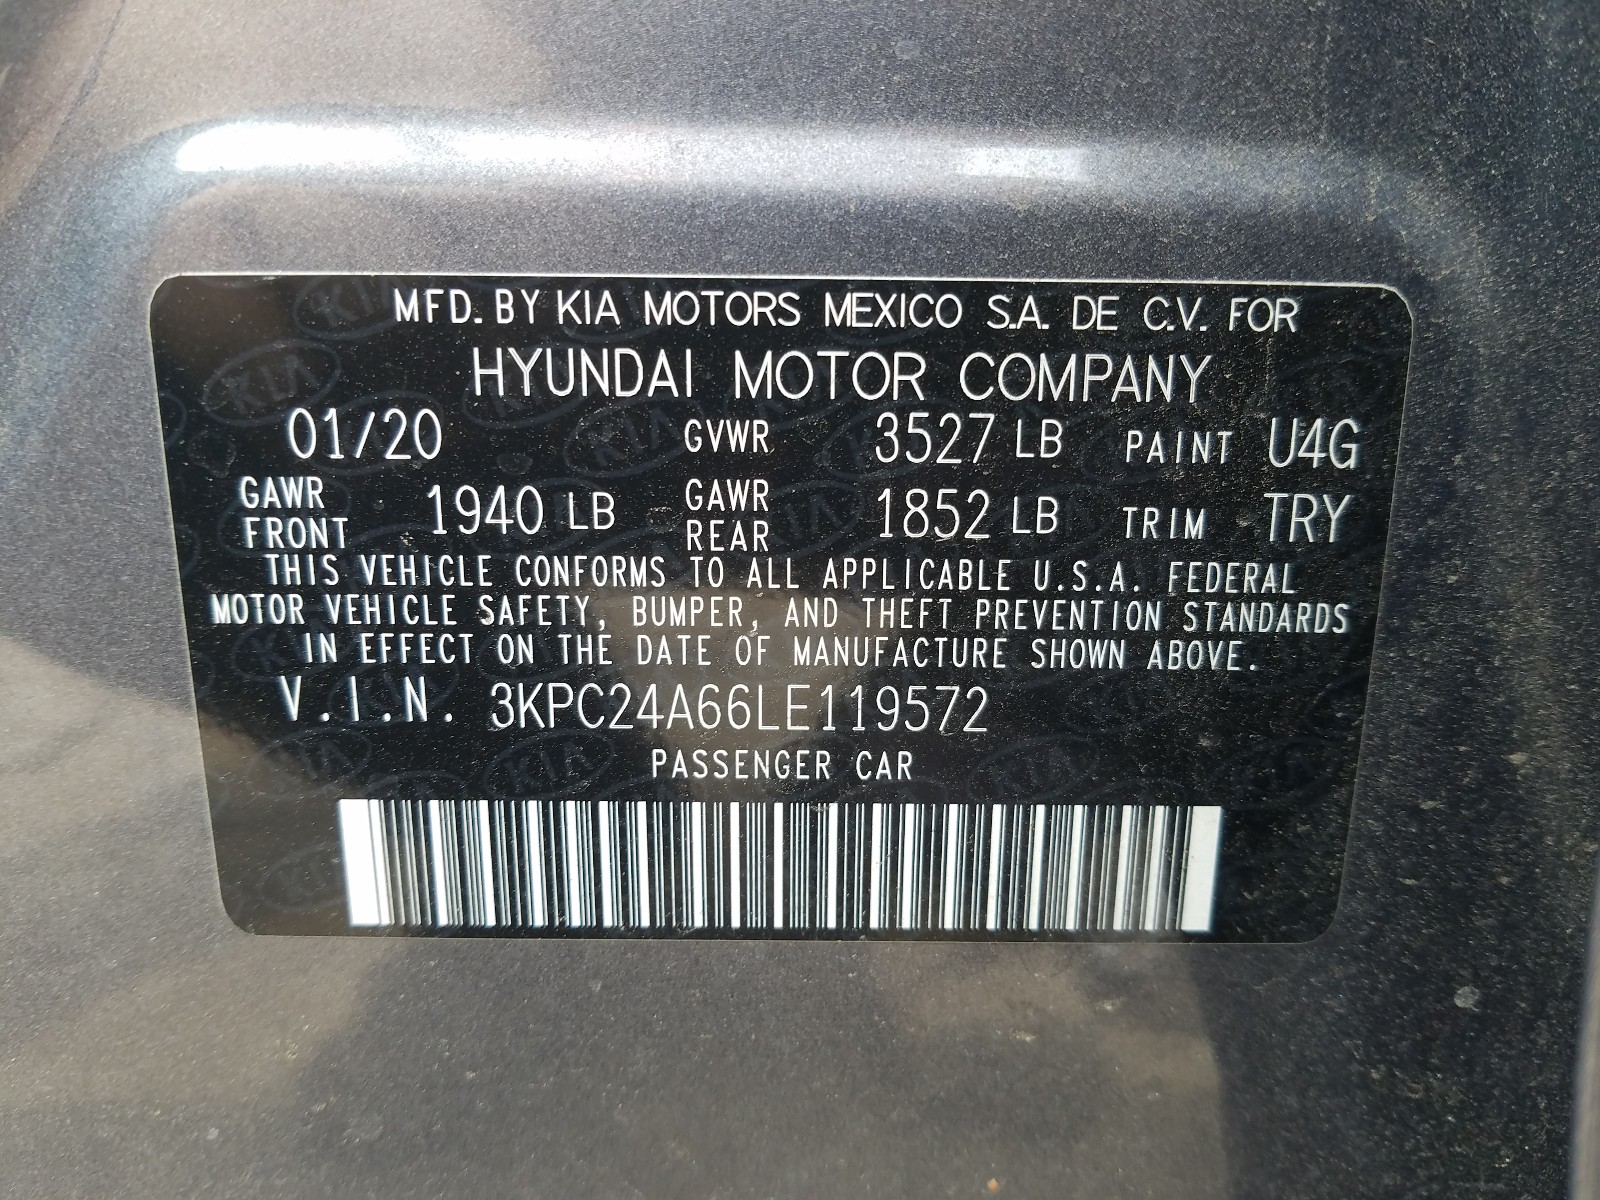 MFD. BY KIA MOTORS MEXICO S.A. DE C.V. FOR
HYUNDAI MOTOR COMPANY
01/20 GVWR 3527 LB PAINT U4G
GAWR FRONT 1940 LB GAWR REAR 1852 LB TRIM TRY
THIS VEHICLE CONFORMS TO ALL APPLICABLE U.S.A. FEDERAL
MOTOR VEHICLE SAFETY, BUMPER, AND THEFT PREVENTION STANDARDS
IN EFFECT ON THE DATE OF MANUFACTURE SHOWN ABOVE.
V.I.N. 3KPC24A66LE119572
PASSENGER CAR